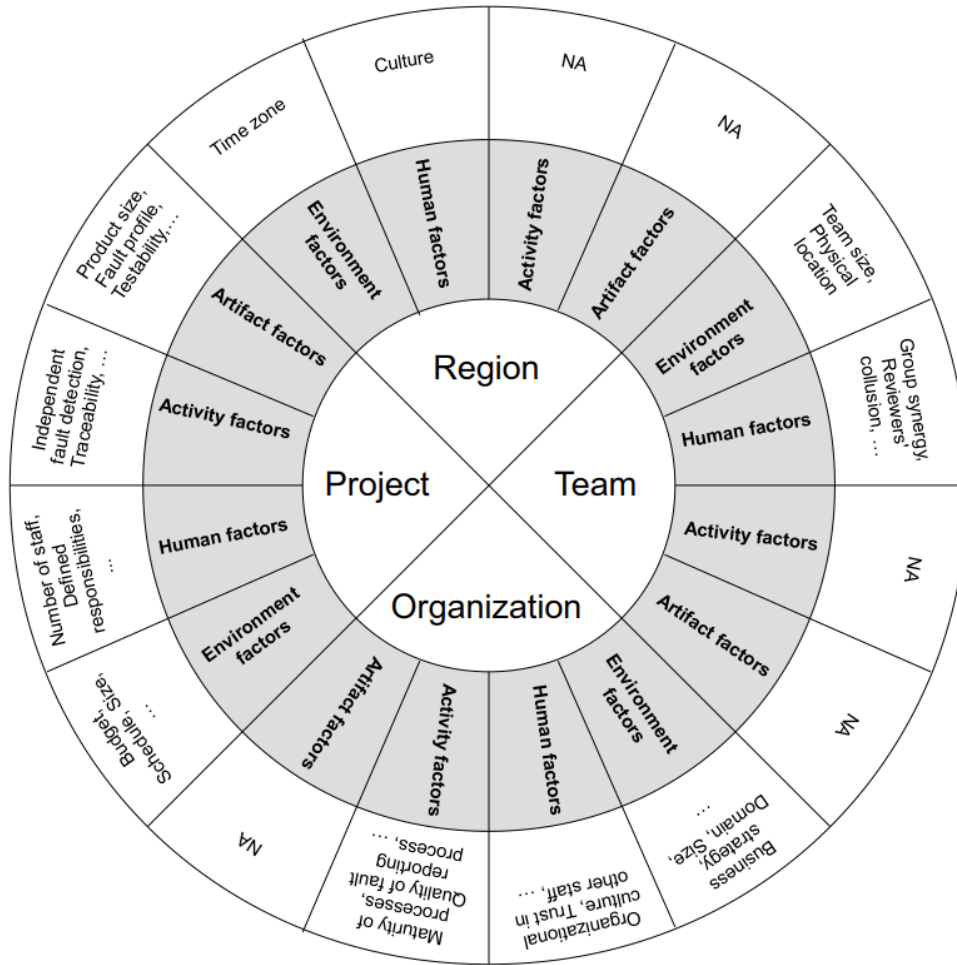 Culture
NA
Time zone
NA
Product size,
Fault profile,
Testability,…
Team size,
Physical
location
Human factors
Activity factors
Environment
factors
Artifact factors
Artifact factors
Environment
factors
Independent
fault detection,
Traceability, …
Group synergy,
Reviewers'
collusion, …
Region
Activity factors
Human factors
Project
Team
Human factors
Activity factors
Number of staff,
Defined
responsibilities,
…
NA
Organization
Environment
factors
Artifact factors
Artifact factors
Activity factors
Human factors
Environment
factors
Budget,
Schedule, Size,
…
NA
NA
Maturity of
processes,
Quality of fault
reporting
process, …
Organizational
culture, Trust in
other staff, …
Business
strategy,
Domain, Size,
…